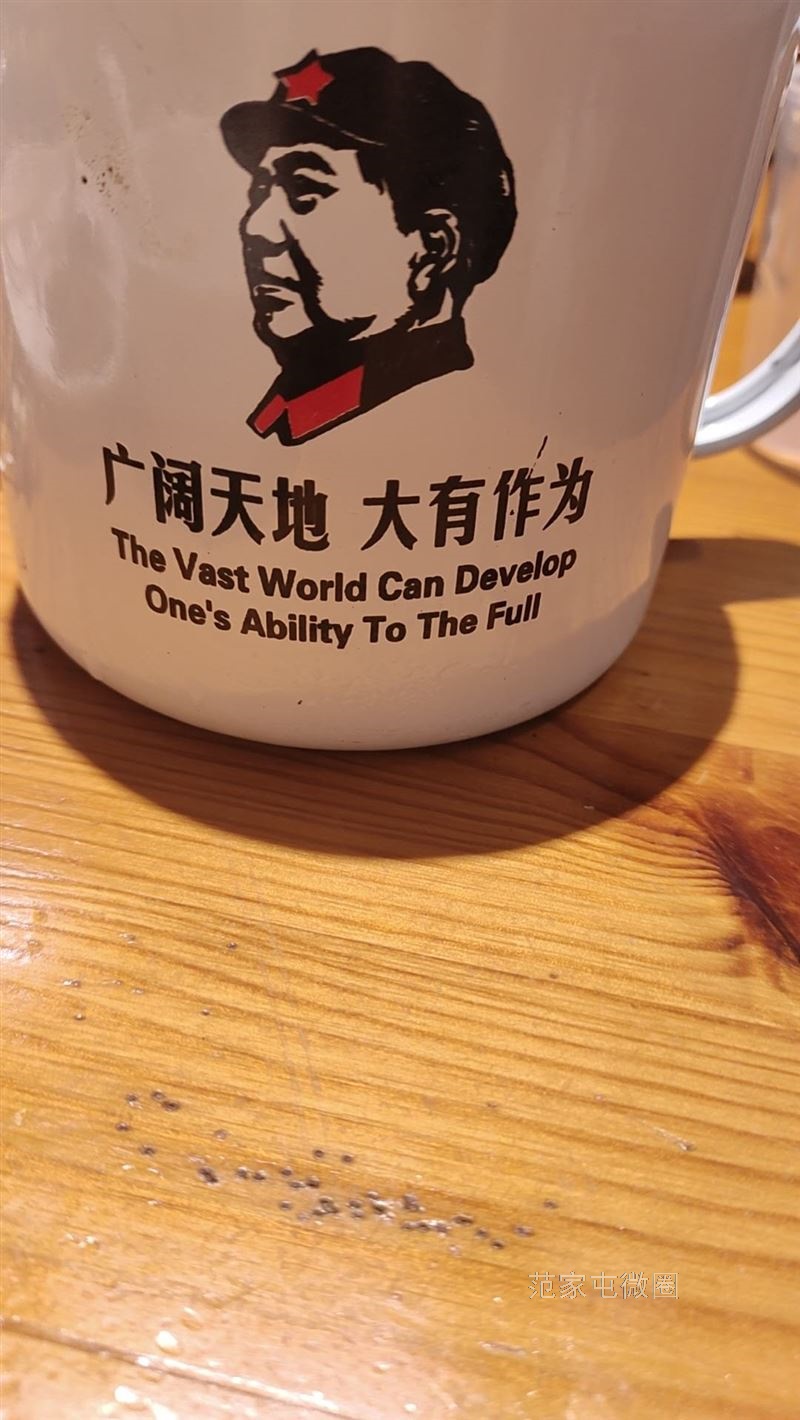 广阔天地 大有作为
The Vast World Can Develop
One's Ability To The Full
范家屯微圈